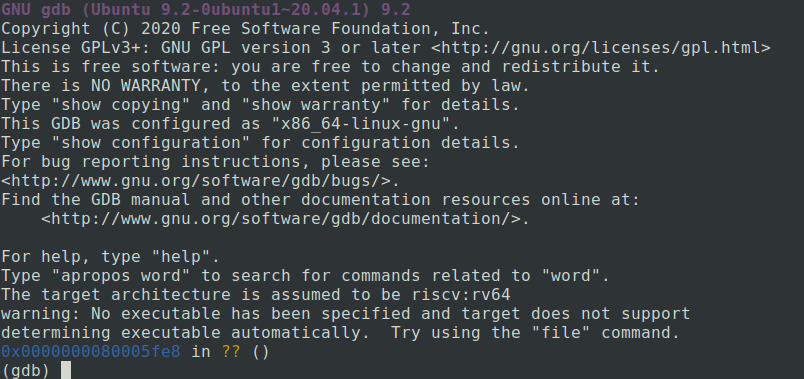 GNU gdb (Ubuntu 9.2-0ubuntu1~20.04.1) 9.2
Copyright (C) 2020 Free Software Foundation, Inc.
License GPLv3+: GNU GPL version 3 or later <http://gnu.org/licenses/gpl.html>
This is free software: you are free to change and redistribute it.
There is NO WARRANTY, to the extent permitted by law.
Type "show copying" and "show warranty" for details.
This GDB was configured as "x86_64-linux-gnu".
Type "show configuration" for configuration details.
For bug reporting instructions, please see:
<http://www.gnu.org/software/gdb/bugs/>.
Find the GDB manual and other documentation resources online at:
    <http://www.gnu.org/software/gdb/documentation/>.

For help, type "help".
Type "apropos word" to search for commands related to "word".
The target architecture is assumed to be riscv:rv64
warning: No executable has been specified and target does not support
determining executable automatically.  Try using the "file" command.
0x0000000080005fe8 in ?? ()
(gdb)